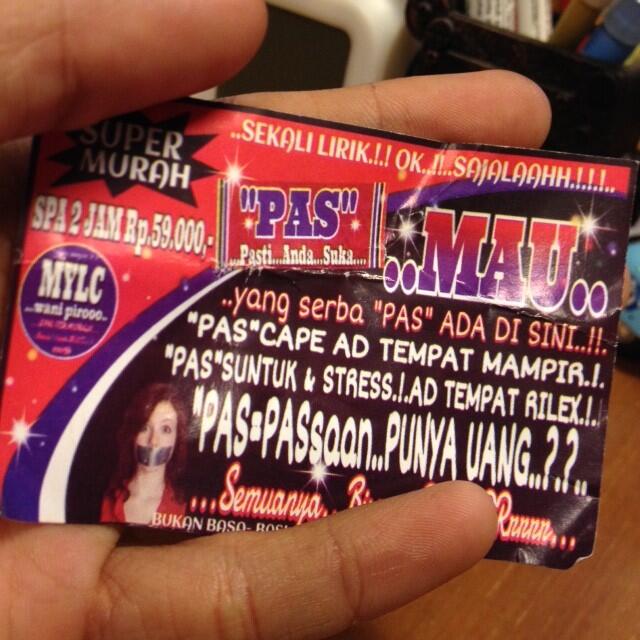 SUPER
MURAH
..SEKALI LIRIK.!.! OK..!!..SAJALAAHH.!.!.!..
SPA 2 JAM Rp.59,000,-
"PAS"
Pasti...Anda...Suka....
..MAU..
MYLC
...wani pirooo..
..yang serba "PAS" ADA DI SINI..!!.
"PAS"CAPE AD TEMPAT MAMPIR.!.
"PAS"SUNTUK & STRESS.!.AD TEMPAT RILEX.!.
"PAS=PASsaan..PUNYA UANG...??..
...Semuanya..
BUKAN BASA-